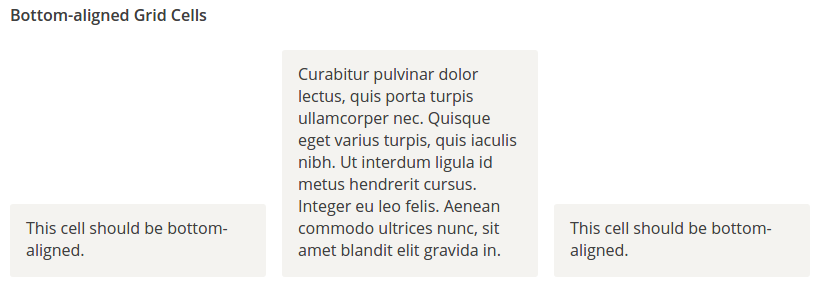 Bottom-aligned Grid Cells
Curabitur pulvinar dolor
lectus, quis porta turpis
ullamcorper nec. Quisque
eget varius turpis, quis iaculis
nibh. Ut interdum ligula id
metus hendrerit cursus.
Integer eu leo felis. Aenean
commodo ultrices nunc, sit
amet blandit elit gravida in.
This cell should be bottom-
aligned.
This cell should be bottom-
aligned.